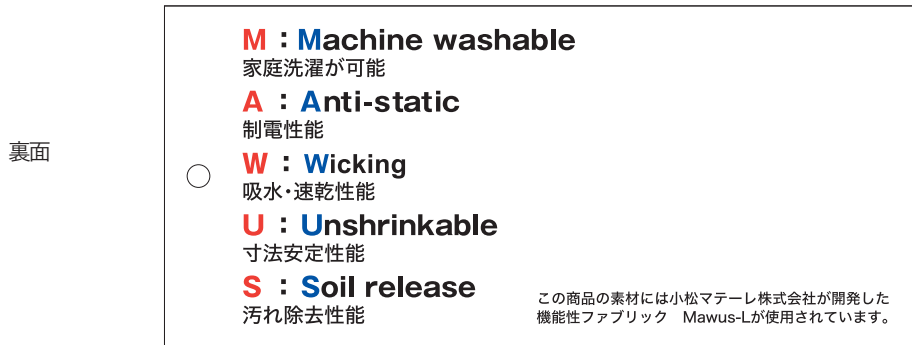 裏面
M：Machine washable
家庭洗濯が可能
A：Anti-static
制電性能
W：Wicking
吸水・速乾性能
U：Unshrinkable
寸法安定性能
S：Soil release
汚れ除去性能
この商品の素材には小松マテーレ株式会社が開発した
機能性ファブリック　Mawus-Lが使用されています。